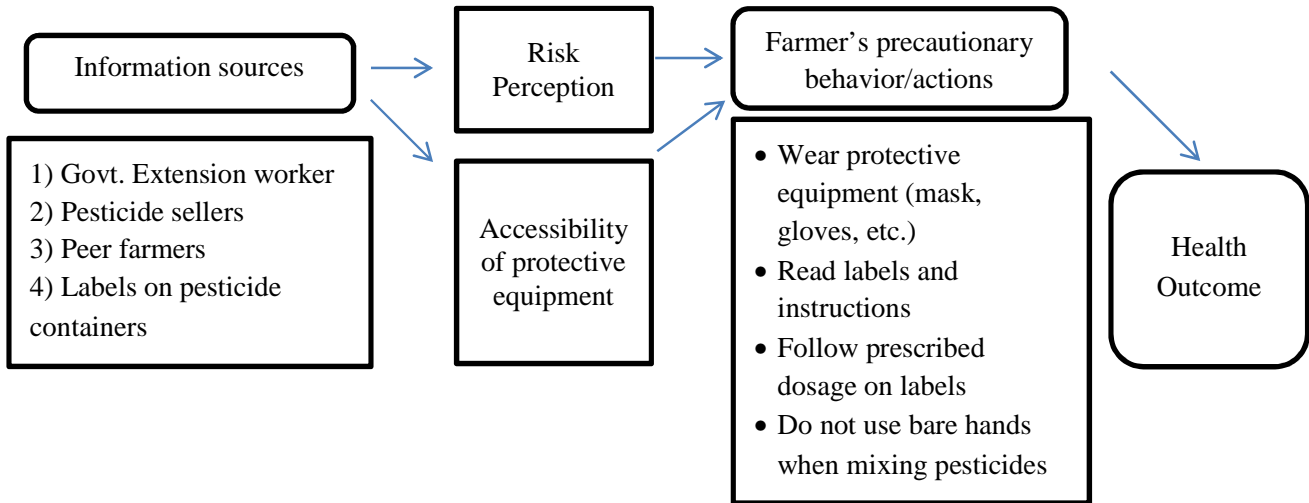 Information sources
1) Govt. Extension worker
2) Pesticide sellers
3) Peer farmers
4) Labels on pesticide
containers
Risk
Perception
Accessibility
of protective
equipment
Farmer’s precautionary
behavior/actions
• Wear protective
equipment (mask,
gloves, etc.)
• Read labels and
instructions
• Follow prescribed
dosage on labels
• Do not use bare hands
when mixing pesticides
Health
Outcome